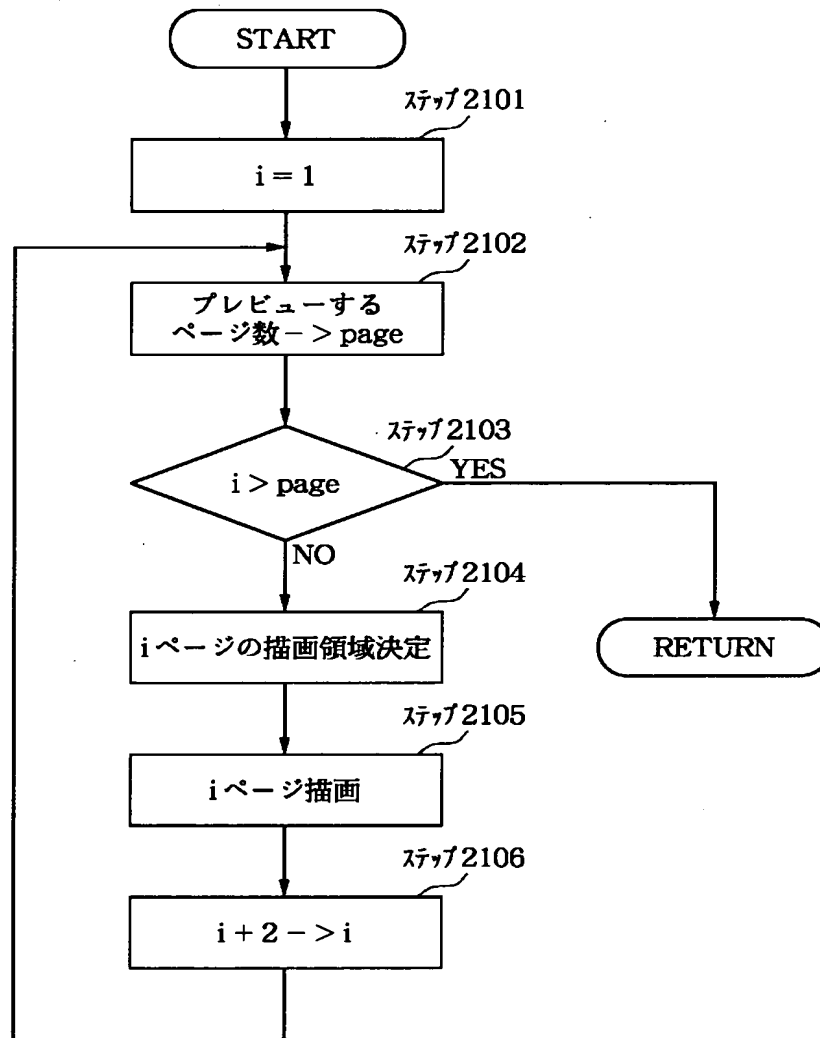 START
ステップ2101
i = 1
ステップ2102
プレビューする
ページ数－> page
ステップ2103
i > page
YES
NO
ステップ2104
iページの描画領域決定
RETURN
ステップ2105
iページ描画
ステップ2106
i + 2－> i